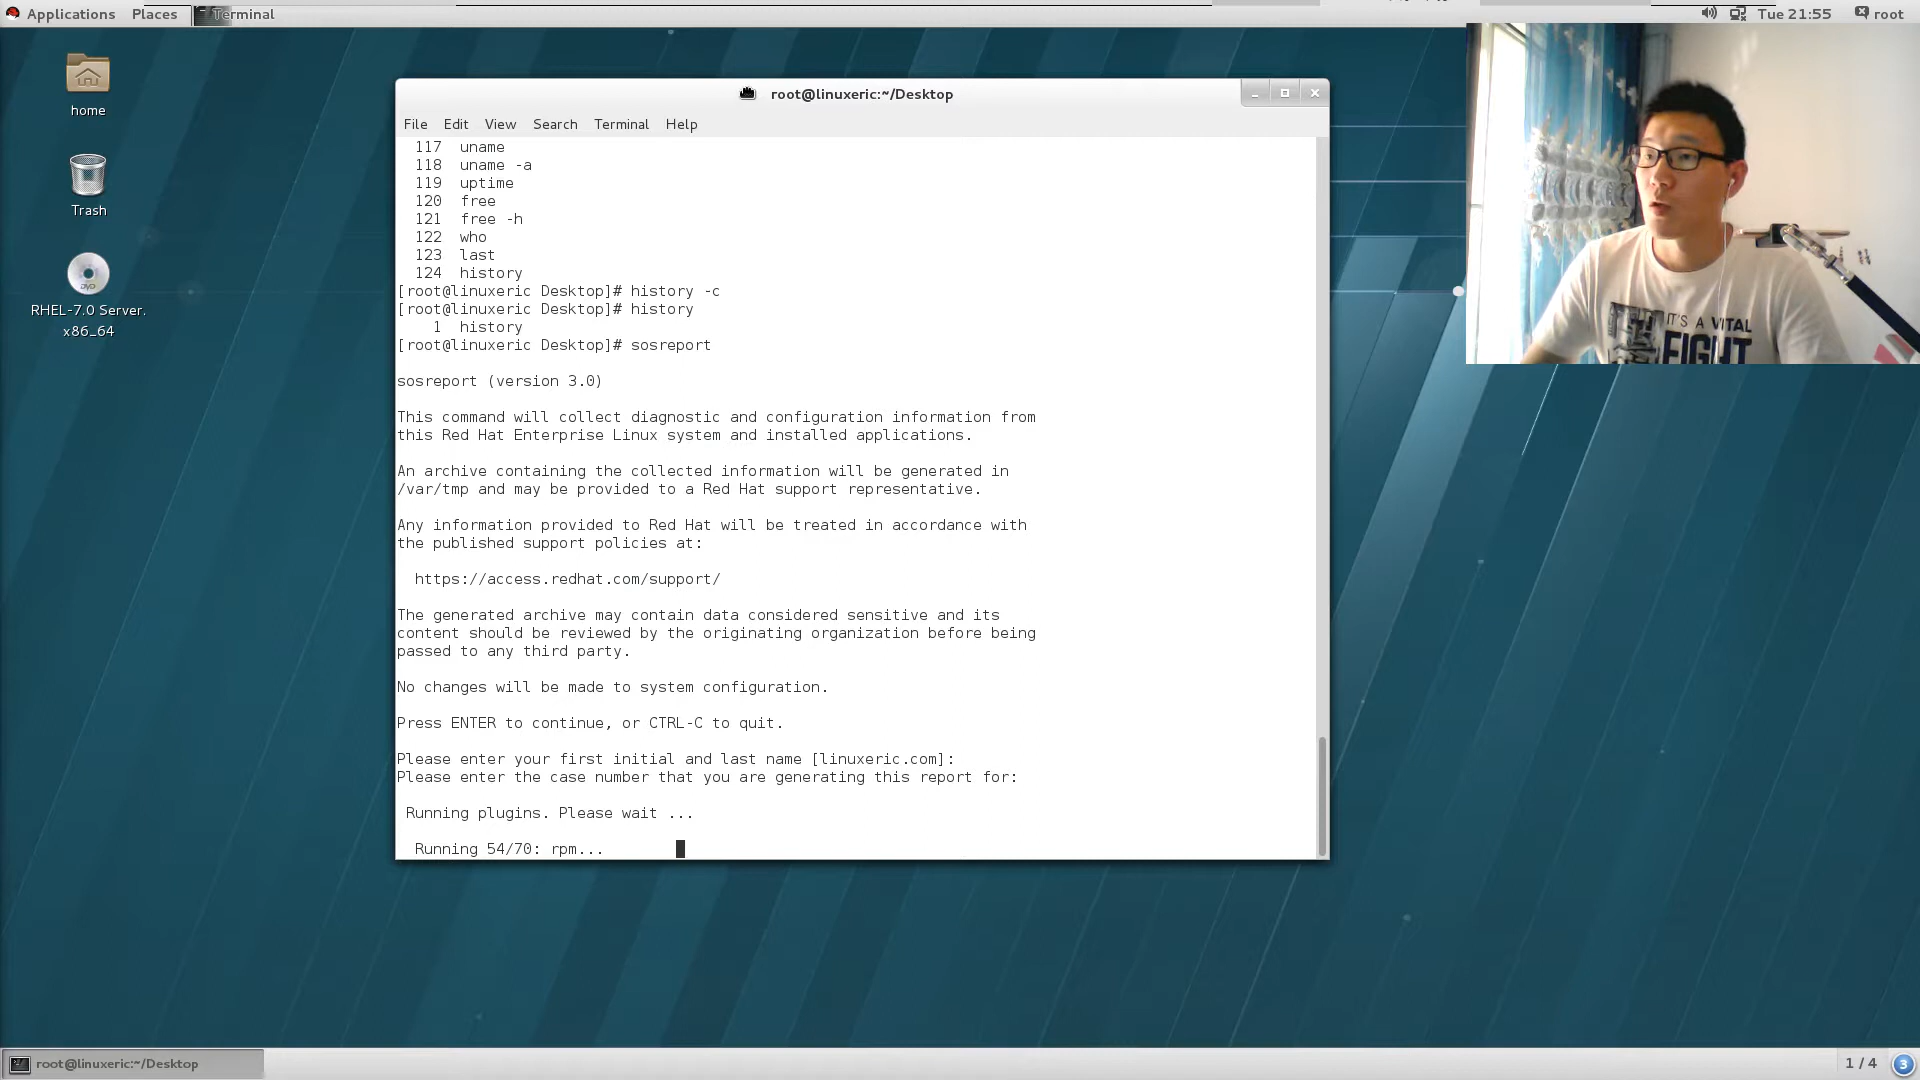 Applications Places Terminal Tue 21:55 root
home
Trash
DVD
RHEL-7.0 Server.
x86_64
root@linuxeric:~/Desktop
File Edit View Search Terminal Help
117 uname
118 uname -a
119 uptime
120 free
121 free -h
122 who
123 last
124 history
[root@linuxeric Desktop]# history -c
[root@linuxeric Desktop]# history
1 history
[root@linuxeric Desktop]# sosreport
sosreport (version 3.0)
This command will collect diagnostic and configuration information from
this Red Hat Enterprise Linux system and installed applications.
An archive containing the collected information will be generated in
/var/tmp and may be provided to a Red Hat support representative.
Any information provided to Red Hat will be treated in accordance with
the published support policies at:
https://access.redhat.com/support/
The generated archive may contain data considered sensitive and its
content should be reviewed by the originating organization before being
passed to any third party.
No changes will be made to system configuration.
Press ENTER to continue, or CTRL-C to quit.
Please enter your first initial and last name [linuxeric.com]:
Please enter the case number that you are generating this report for:
Running plugins. Please wait ...
Running 54/70: rpm...
IT'S A VITAL
FIGHT
root@linuxeric:~/Desktop
1 / 4 3